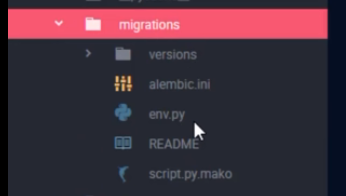 migrations
versions
alembic.ini
env.py
README
script.py.mako